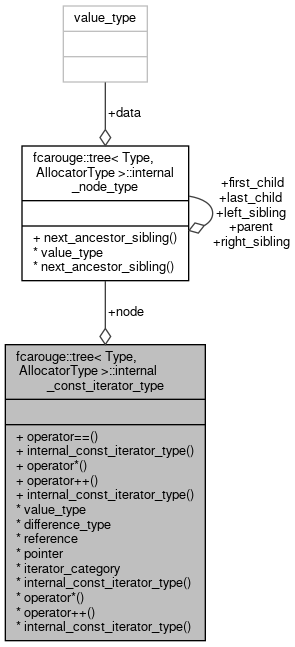 value_type
+data
fcarouge::tree< Type,
AllocatorType >::internal
_node_type
+ next_ancestor_sibling()
* value_type
* next_ancestor_sibling()
+first_child
+last_child
+left_sibling
+parent
+right_sibling
+node
fcarouge::tree< Type,
AllocatorType >::internal
_const_iterator_type
+ operator==()
+ internal_const_iterator_type()
+ operator*()
+ operator++()
+ internal_const_iterator_type()
* value_type
* difference_type
* reference
* pointer
* iterator_category
* internal_const_iterator_type()
* operator*()
* operator++()
* internal_const_iterator_type()